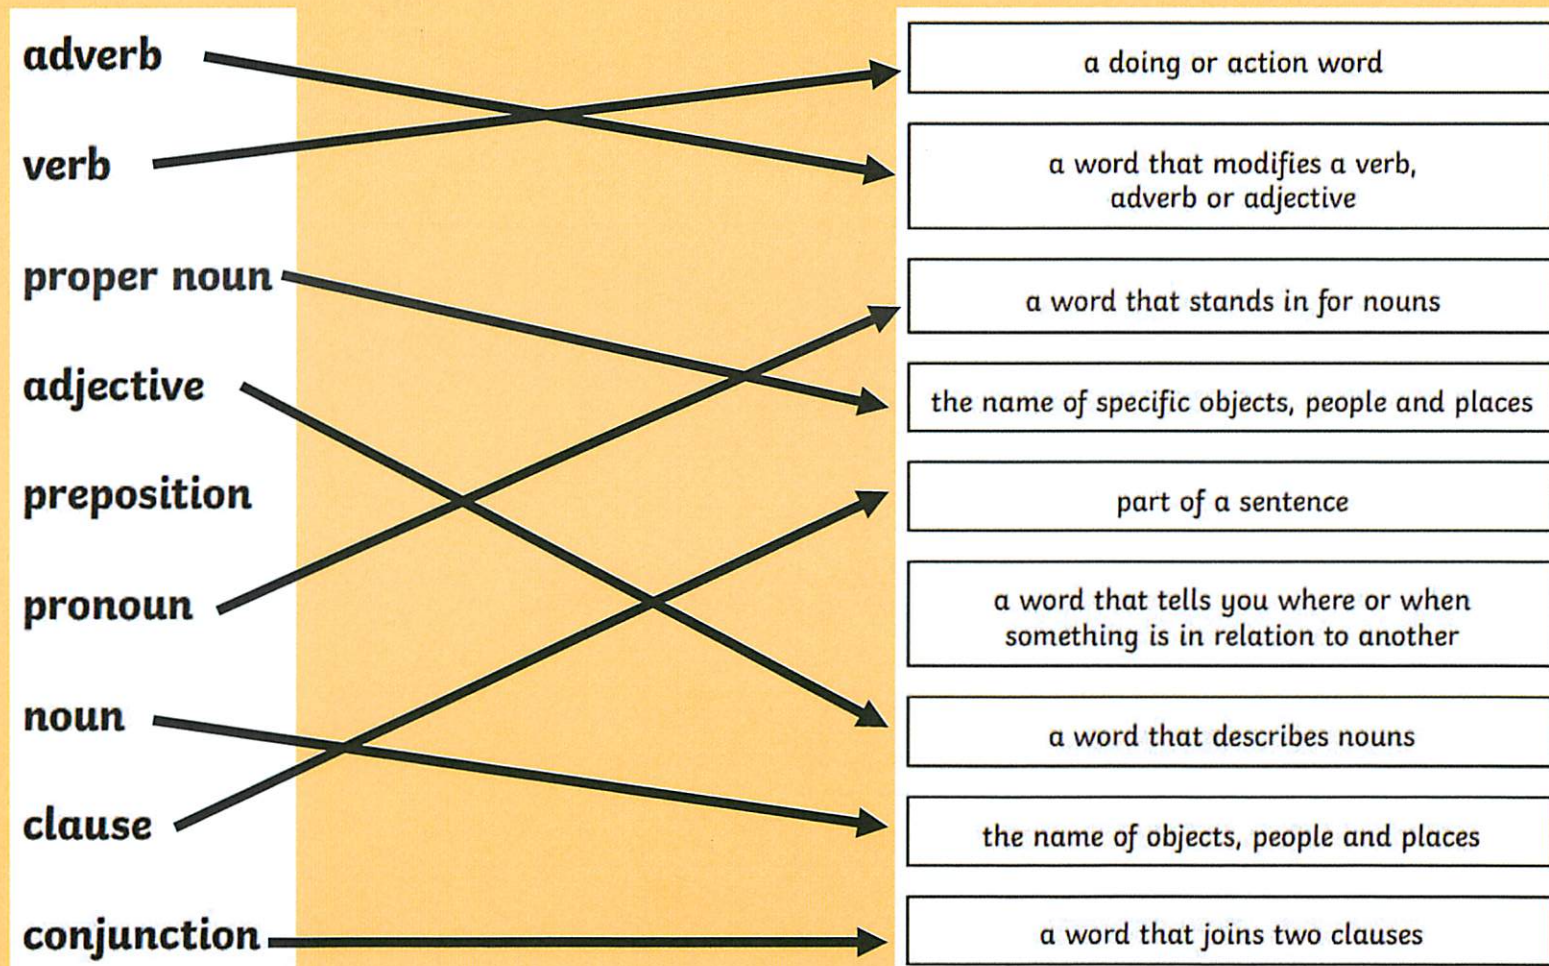 adverb
verb
proper noun
adjective
preposition
pronoun
noun
clause
conjunction
a doing or action word
a word that modifies a verb,
adverb or adjective
a word that stands in for nouns
the name of specific objects, people and places
part of a sentence
a word that tells you where or when
something is in relation to another
a word that describes nouns
the name of objects, people and places
a word that joins two clauses